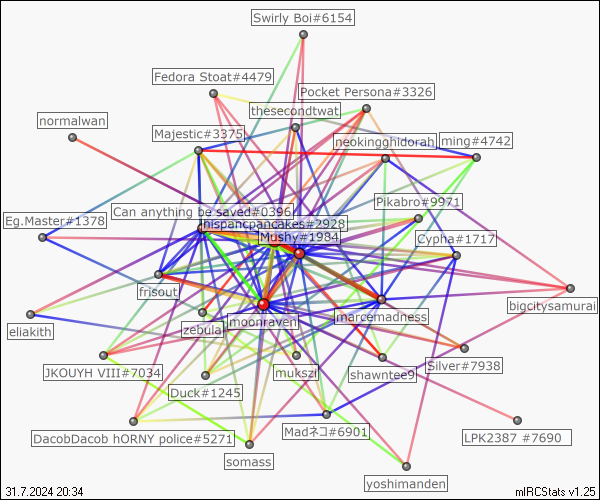 Swirly Boi#6154
Fedora Stoat#4479
Pocket Persona#3326
thesecondtwat
normalwan
Majestic#3375
neokingghidorah
ming#4742
Pikabro#9971
Can anything be saved#0396
Eg.Master#1378
hispancpancakes#2928
Mushy#1984
Cypha#1717
frisout
bigcitysamurai
moonraven
marcemadness
eliakith
zebulai
JKOUYH VIII#7034
mukszi
shawntee9
Silver#7938
Duck#1245
DacobDacob hORNY police#5271
Madネコ#6901
LPK2387 #7690
somass
yoshimanden
31.7.2024 20:34
mIRCStats v1.25